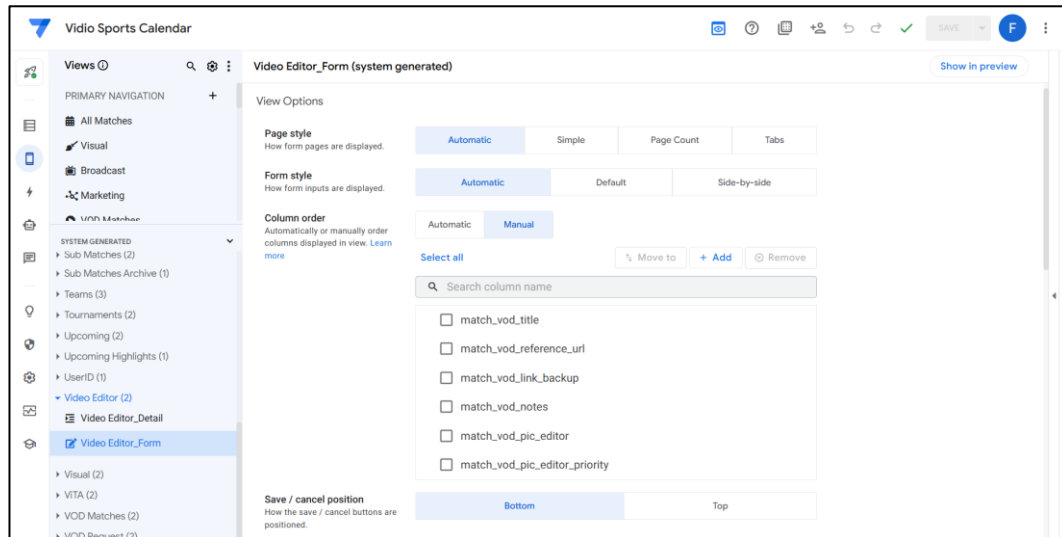 Vidio Sports Calendar
SAVE
F
Views
PRIMARY NAVIGATION
+
All Matches
Visual
Broadcast
Marketing
VOD Matches
SYSTEM GENERATED
Sub Matches (2)
Sub Matches Archive (1)
Teams (3)
Tournaments (2)
Upcoming (2)
Upcoming Highlights (1)
UserID (1)
Video Editor (2)
Video Editor_Detail
Video Editor_Form
Visual (2)
ViTA (2)
VOD Matches (2)
VOD Request (2)
Video Editor_Form (system generated)
Show in preview
View Options
Page style
How form pages are displayed.
Automatic
Simple
Page Count
Tabs
Form style
How form inputs are displayed.
Automatic
Default
Side-by-side
Column order
Automatically or manually order
columns displayed in view. Learn
more
Automatic
Manual
Select all
Move to
+ Add
Remove
Search column name
match_vod_title
match_vod_reference_url
match_vod_link_backup
match_vod_notes
match_vod_pic_editor
match_vod_pic_editor_priority
Save / cancel position
How the save / cancel buttons are
positioned.
Bottom
Top